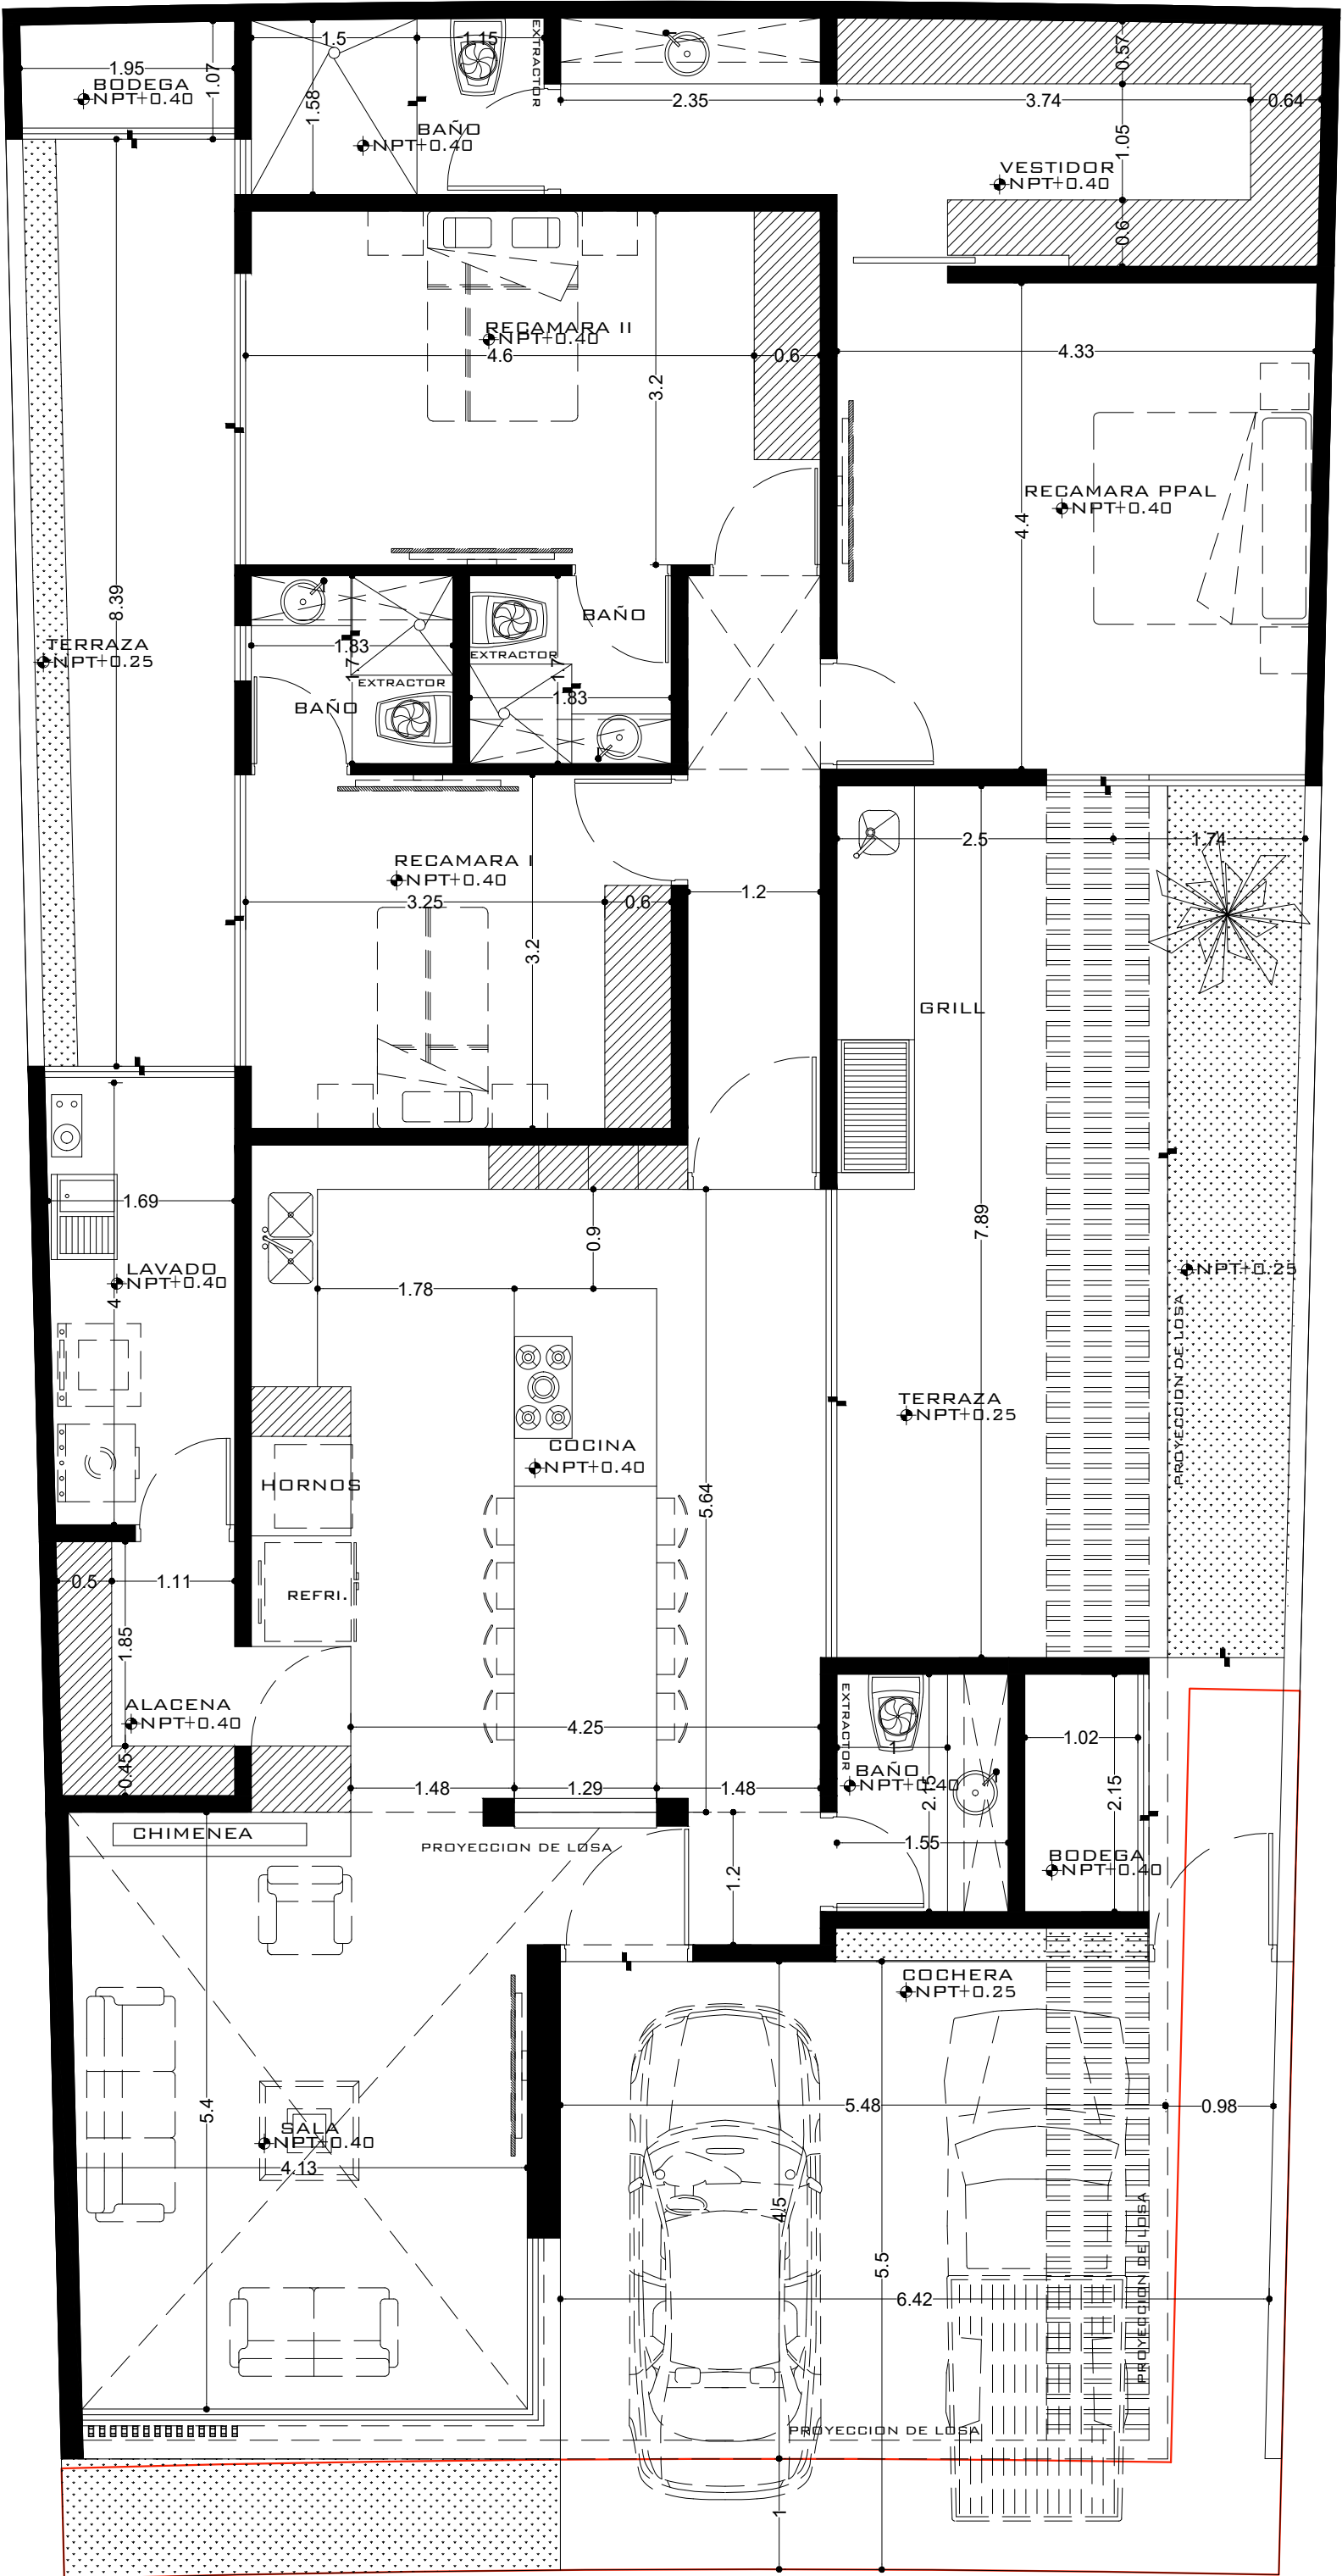 1.5
1.15
EXTRACTOR
0.57
1.95
1.07
BODEGA
NPT+0.40
1.58
2.35
3.74
0.64
BAÑO
NPT+0.40
1.05
VESTIDOR
NPT+0.40
0.6
RECAMARA II
NPT+0.40
4.6
0.6
3.2
4.33
RECAMARA PPAL
NPT+0.40
4.4
8.39
TERRAZA
NPT+0.25
1.83
EXTRACTOR
BAÑO
BAÑO
EXTRACTOR
1.83
RECAMARA I
NPT+0.40
3.25
0.6
3.2
1.2
2.5
1.74
GRILL
1.69
LAVADO
NPT+0.40
4
0.9
1.78
7.89
NPT+0.25
PROYECCION DE LOSA
TERRAZA
NPT+0.25
COCINA
NPT+0.40
HORNOS
5.64
REFRI.
0.5
1.11
1.85
ALACENA
NPT+0.40
0.45
4.25
1.48
1.29
1.48
EXTRACTOR
1
BAÑO
NPT+0.40
2.15
1.55
1.02
2.15
BODEGA
NPT+0.40
CHIMENEA
PROYECCION DE LOSA
1.2
COCHERA
NPT+0.25
5.4
SALA
NPT+0.40
4.13
5.48
0.98
4.5
5.5
6.42
PROYECCION DE LOSA
PROYECCION DE LOSA
1